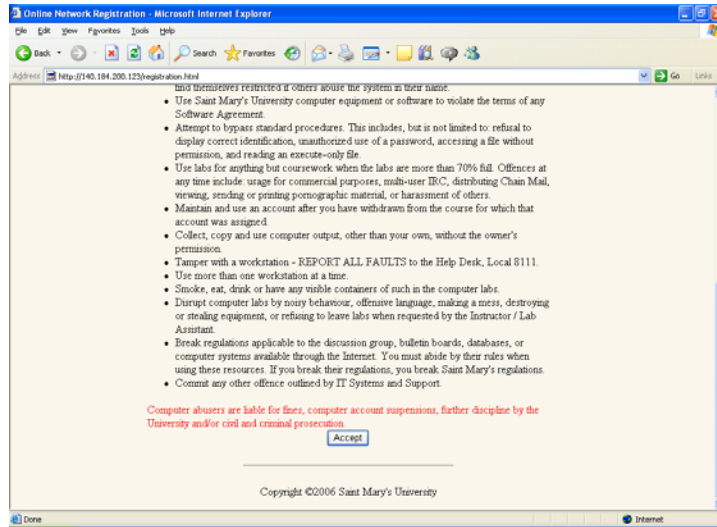 Online Network Registration - Microsoft Internet Explorer
File Edit View Favorites Tools Help
Back Search Favorites
Address http://140.184.200.123/registration.html Go Links
find themselves restricted if others abuse the system in their name.
• Use Saint Mary's University computer equipment or software to violate the terms of any
Software Agreement.
• Attempt to bypass standard procedures. This includes, but is not limited to: refusal to
display correct identification, unauthorized use of a password, accessing a file without
permission, and reading an execute-only file.
• Use labs for anything but coursework when the labs are more than 70% full. Offences at
any time include: usage for commercial purposes, multi-user IRC, distributing Chain Mail,
viewing, sending or printing pornographic material, or harassment of others.
• Maintain and use an account after you have withdrawn from the course for which that
account was assigned.
• Collect, copy and use computer output, other than your own, without the owner's
permission.
• Tamper with a workstation - REPORT ALL FAULTS to the Help Desk, Local 8111.
• Use more than one workstation at a time.
• Smoke, eat, drink or have any visible containers of such in the computer labs.
• Disrupt computer labs by noisy behaviour, offensive language, making a mess, destroying
or stealing equipment, or refusing to leave labs when requested by the Instructor / Lab
Assistant.
• Break regulations applicable to the discussion group, bulletin boards, databases, or
computer systems available through the Internet. You must abide by their rules when
using these resources. If you break their regulations, you break Saint Mary's regulations.
• Commit any other offence outlined by IT Systems and Support.
Computer abusers are liable for fines, computer account suspensions, further discipline by the
University and/or civil and criminal prosecution.
Accept
Copyright ©2006 Saint Mary's University
Done Internet